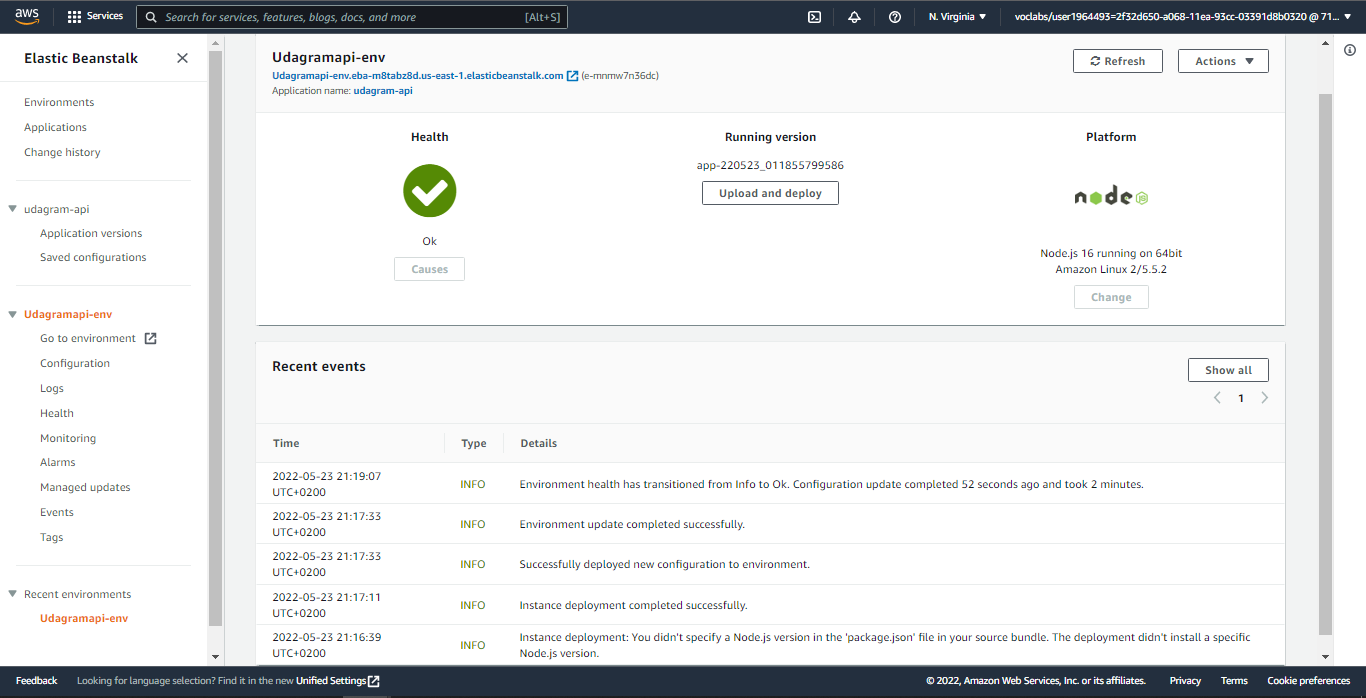 aws
Services
Search for services, features, blogs, docs, and more
[Alt+S]
N. Virginia
voclabs/user1964493=2f32d650-a068-11ea-93cc-03391d8b0320 @ 71...
Elastic Beanstalk
Environments
Applications
Change history
udagram-api
Application versions
Saved configurations
Udagramapi-env
Go to environment
Configuration
Logs
Health
Monitoring
Alarms
Managed updates
Events
Tags
Recent environments
Udagramapi-env
Udagramapi-env
Udagramapi-env.eba-m8tabz8d.us-east-1.elasticbeanstalk.com (e-mnmw7n36dc)
Application name: udagram-api
Refresh
Actions
Health
Ok
Causes
Running version
app-220523_011855799586
Upload and deploy
Platform
node JS
Node.js 16 running on 64bit
Amazon Linux 2/5.5.2
Change
Recent events
Show all
1
Time Type Details
2022-05-23 21:19:07
UTC+0200
INFO
Environment health has transitioned from Info to Ok. Configuration update completed 52 seconds ago and took 2 minutes.
2022-05-23 21:17:33
UTC+0200
INFO
Environment update completed successfully.
2022-05-23 21:17:33
UTC+0200
INFO
Successfully deployed new configuration to environment.
2022-05-23 21:17:11
UTC+0200
INFO
Instance deployment completed successfully.
2022-05-23 21:16:39
UTC+0200
INFO
Instance deployment: You didn't specify a Node.js version in the 'package.json' file in your source bundle. The deployment didn't install a specific
Node.js version.
Feedback
Looking for language selection? Find it in the new Unified Settings
© 2022, Amazon Web Services, Inc. or its affiliates.
Privacy
Terms
Cookie preferences